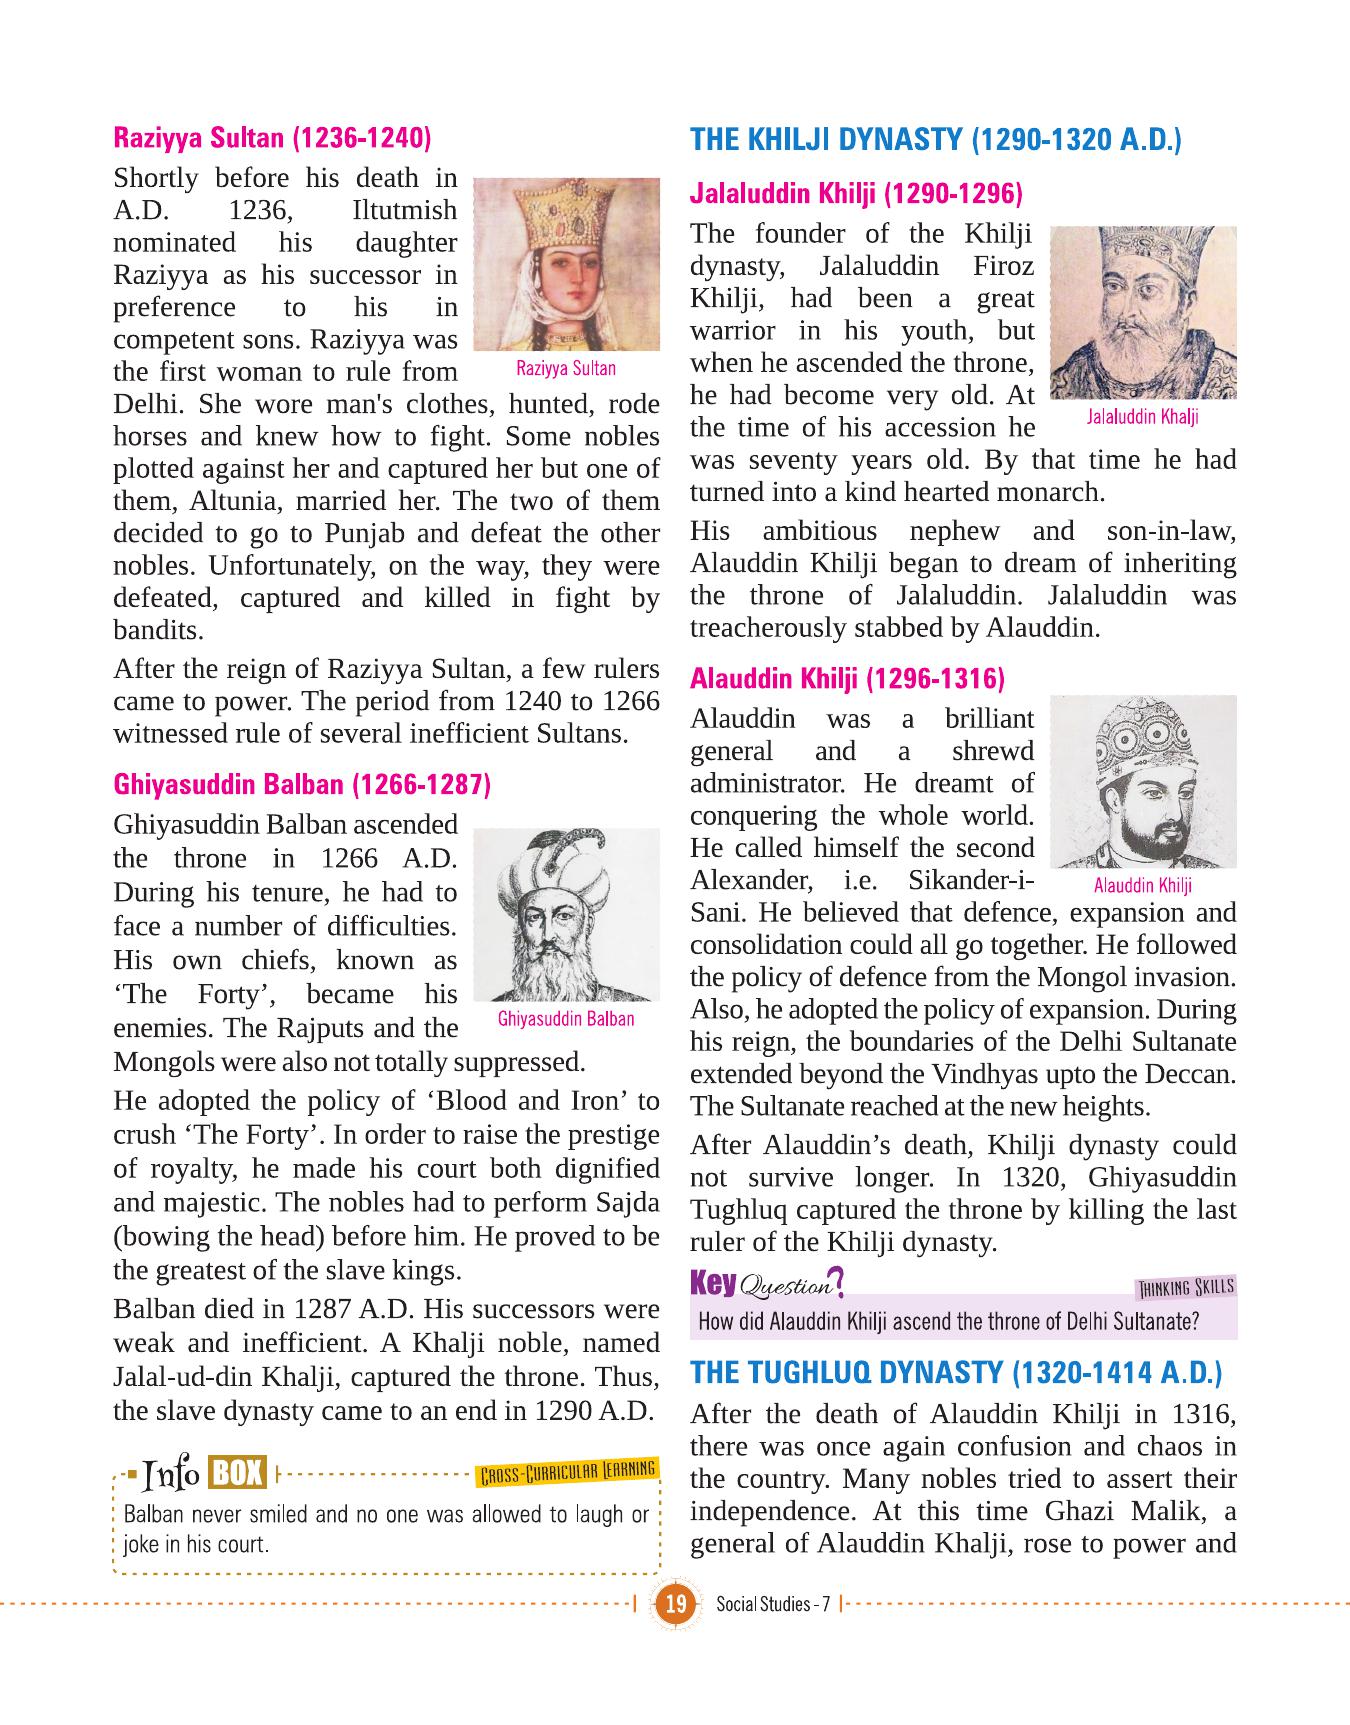 Raziyya Sultan (1236-1240)
Shortly before his death in
A.D. 1236, Iltutmish
nominated his daughter
Raziyya as his successor in
preference to his in
competent sons. Raziyya was
the first woman to rule from
Raziyya Sultan
Delhi. She wore man's clothes, hunted, rode
horses and knew how to fight. Some nobles
plotted against her and captured her but one of
them, Altunia, married her. The two of them
decided to go to Punjab and defeat the other
nobles. Unfortunately, on the way, they were
defeated, captured and killed in fight by
bandits.
After the reign of Raziyya Sultan, a few rulers
came to power. The period from 1240 to 1266
witnessed rule of several inefficient Sultans.
Ghiyasuddin Balban (1266-1287)
Ghiyasuddin Balban ascended
the throne in 1266 A.D.
During his tenure, he had to
face a number of difficulties.
His own chiefs, known as
‘The Forty’, became his
enemies. The Rajputs and the
Ghiyasuddin Balban
Mongols were also not totally suppressed.
He adopted the policy of ‘Blood and Iron’ to
crush ‘The Forty’. In order to raise the prestige
of royalty, he made his court both dignified
and majestic. The nobles had to perform Sajda
(bowing the head) before him. He proved to be
the greatest of the slave kings.
Balban died in 1287 A.D. His successors were
weak and inefficient. A Khalji noble, named
Jalal-ud-din Khalji, captured the throne. Thus,
the slave dynasty came to an end in 1290 A.D.
Info BOX
CROSS-CURRICULAR LEARNING
Balban never smiled and no one was allowed to laugh or
joke in his court.
THE KHILJI DYNASTY (1290-1320 A.D.)
Jalaluddin Khilji (1290-1296)
The founder of the Khilji
dynasty, Jalaluddin Firoz
Khilji, had been a great
warrior in his youth, but
when he ascended the throne,
he had become very old. At
the time of his accession he
Jalaluddin Khalji
was seventy years old. By that time he had
turned into a kind hearted monarch.
His ambitious nephew and son-in-law,
Alauddin Khilji began to dream of inheriting
the throne of Jalaluddin. Jalaluddin was
treacherously stabbed by Alauddin.
Alauddin Khilji (1296-1316)
Alauddin was a brilliant
general and a shrewd
administrator. He dreamt of
conquering the whole world.
He called himself the second
Alexander, i.e. Sikander-i-
Alauddin Khilji
Sani. He believed that defence, expansion and
consolidation could all go together. He followed
the policy of defence from the Mongol invasion.
Also, he adopted the policy of expansion. During
his reign, the boundaries of the Delhi Sultanate
extended beyond the Vindhyas upto the Deccan.
The Sultanate reached at the new heights.
After Alauddin’s death, Khilji dynasty could
not survive longer. In 1320, Ghiyasuddin
Tughluq captured the throne by killing the last
ruler of the Khilji dynasty.
Key Question?
THINKING SKILLS
How did Alauddin Khilji ascend the throne of Delhi Sultanate?
THE TUGHLUQ DYNASTY (1320-1414 A.D.)
After the death of Alauddin Khilji in 1316,
there was once again confusion and chaos in
the country. Many nobles tried to assert their
independence. At this time Ghazi Malik, a
general of Alauddin Khalji, rose to power and
19 Social Studies - 7